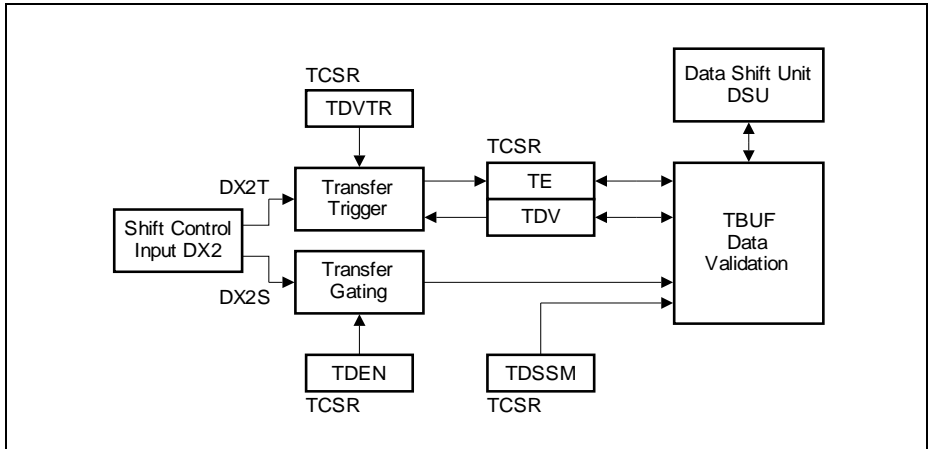 TCSR
TDVTR
Data Shift Unit
DSU
TCSR
DX2T
Transfer
Trigger
TE
TDV
TBUF
Data
Validation
Shift Control
Input DX2
DX2S
Transfer
Gating
TDEN
TCSR
TDSSM
TCSR